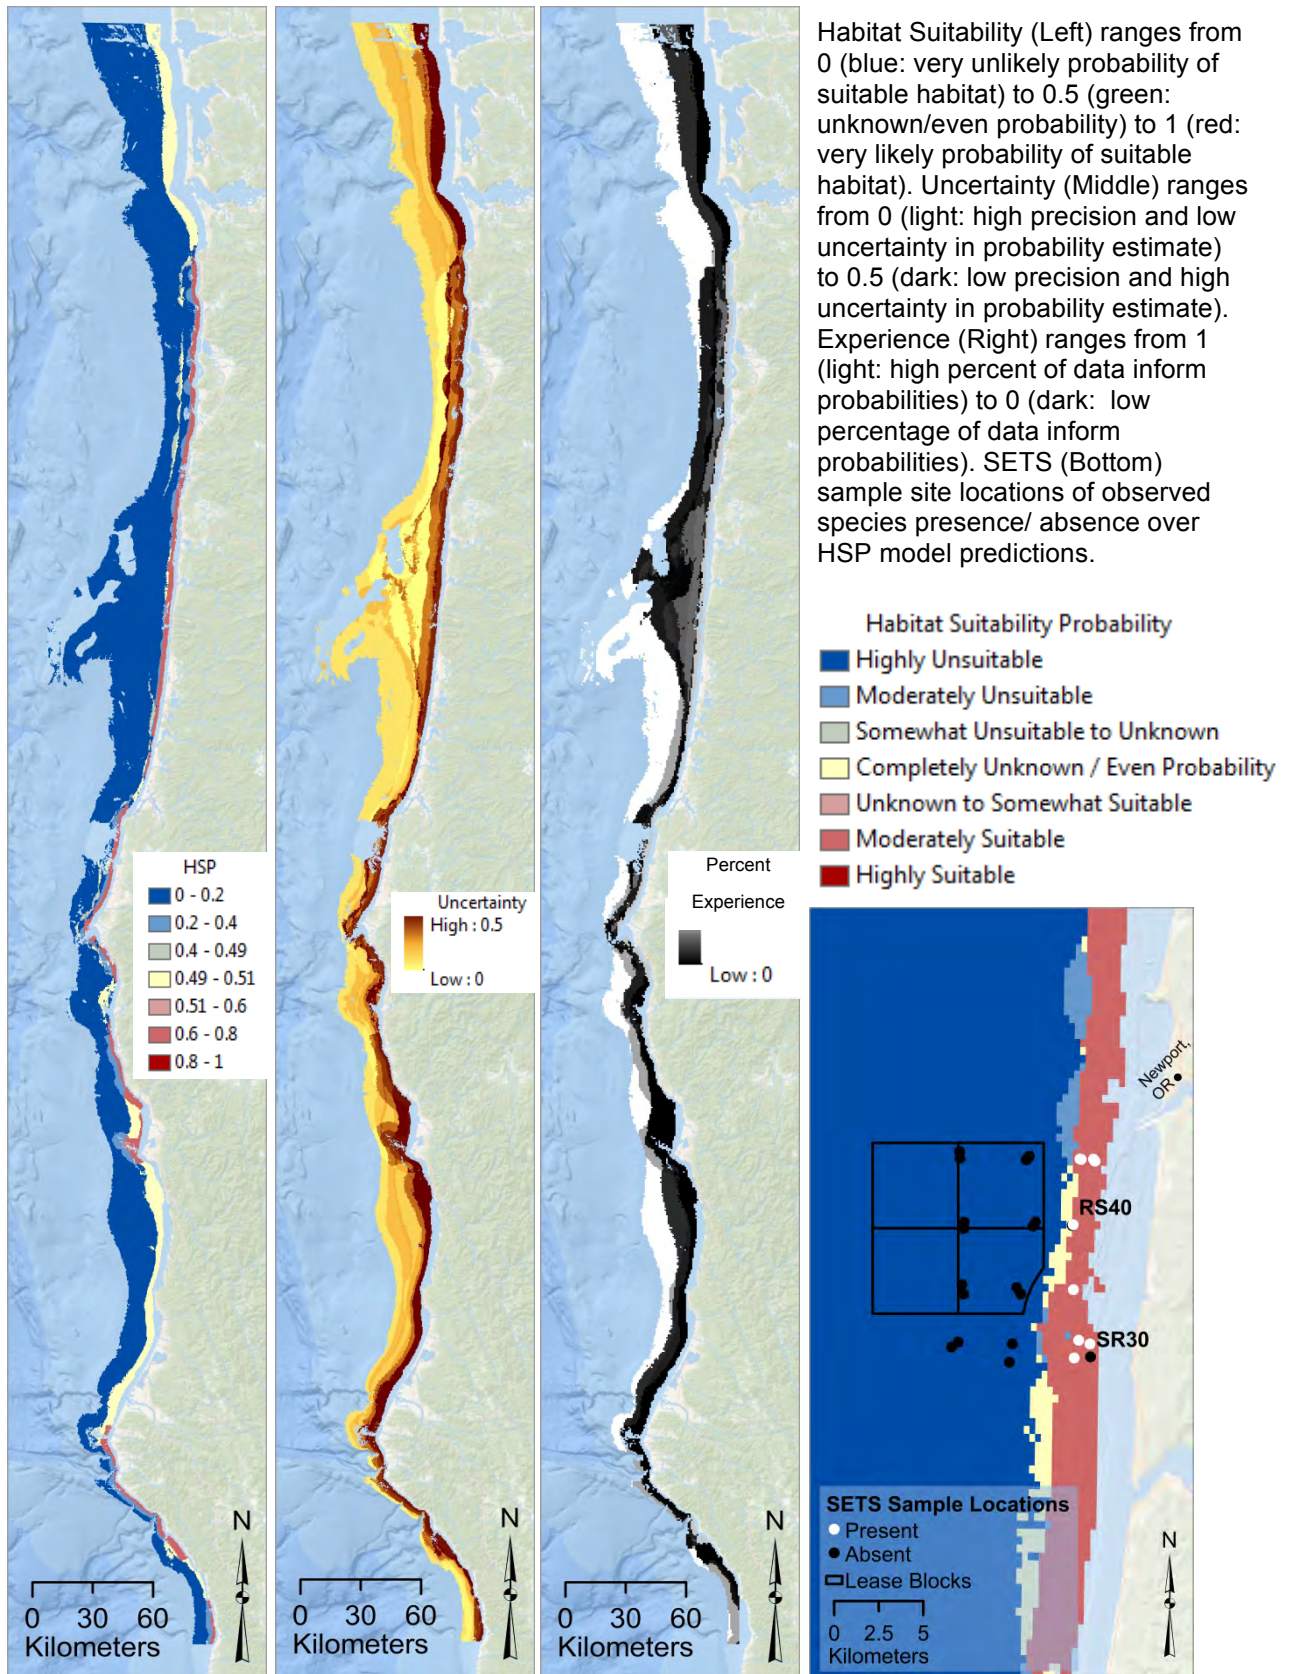 Habitat Suitability (Left) ranges from
0 (blue: very unlikely probability of
suitable habitat) to 0.5 (green:
unknown/even probability) to 1 (red:
very likely probability of suitable
habitat). Uncertainty (Middle) ranges
from 0 (light: high precision and low
uncertainty in probability estimate)
to 0.5 (dark: low precision and high
uncertainty in probability estimate).
Experience (Right) ranges from 1
(light: high percent of data inform
probabilities) to 0 (dark:  low
percentage of data inform
probabilities). SETS (Bottom)
sample site locations of observed
species presence/ absence over
HSP model predictions.
Habitat Suitability Probability
Highly Unsuitable
Moderately Unsuitable
Somewhat Unsuitable to Unknown
Completely Unknown / Even Probability
Unknown to Somewhat Suitable
Moderately Suitable
Highly Suitable
HSP
0 - 0.2
0.2 - 0.4
0.4 - 0.49
0.49 - 0.51
0.51 - 0.6
0.6 - 0.8
0.8 - 1
N
0 30 60
Kilometers
Uncertainty
High : 0.5
Low : 0
N
0 30 60
Kilometers
Percent
Experience
Low : 0
N
0 30 60
Kilometers
Newport,
OR
RS40
SR30
SETS Sample Locations
Present
Absent
Lease Blocks
0 2.5 5
Kilometers
N